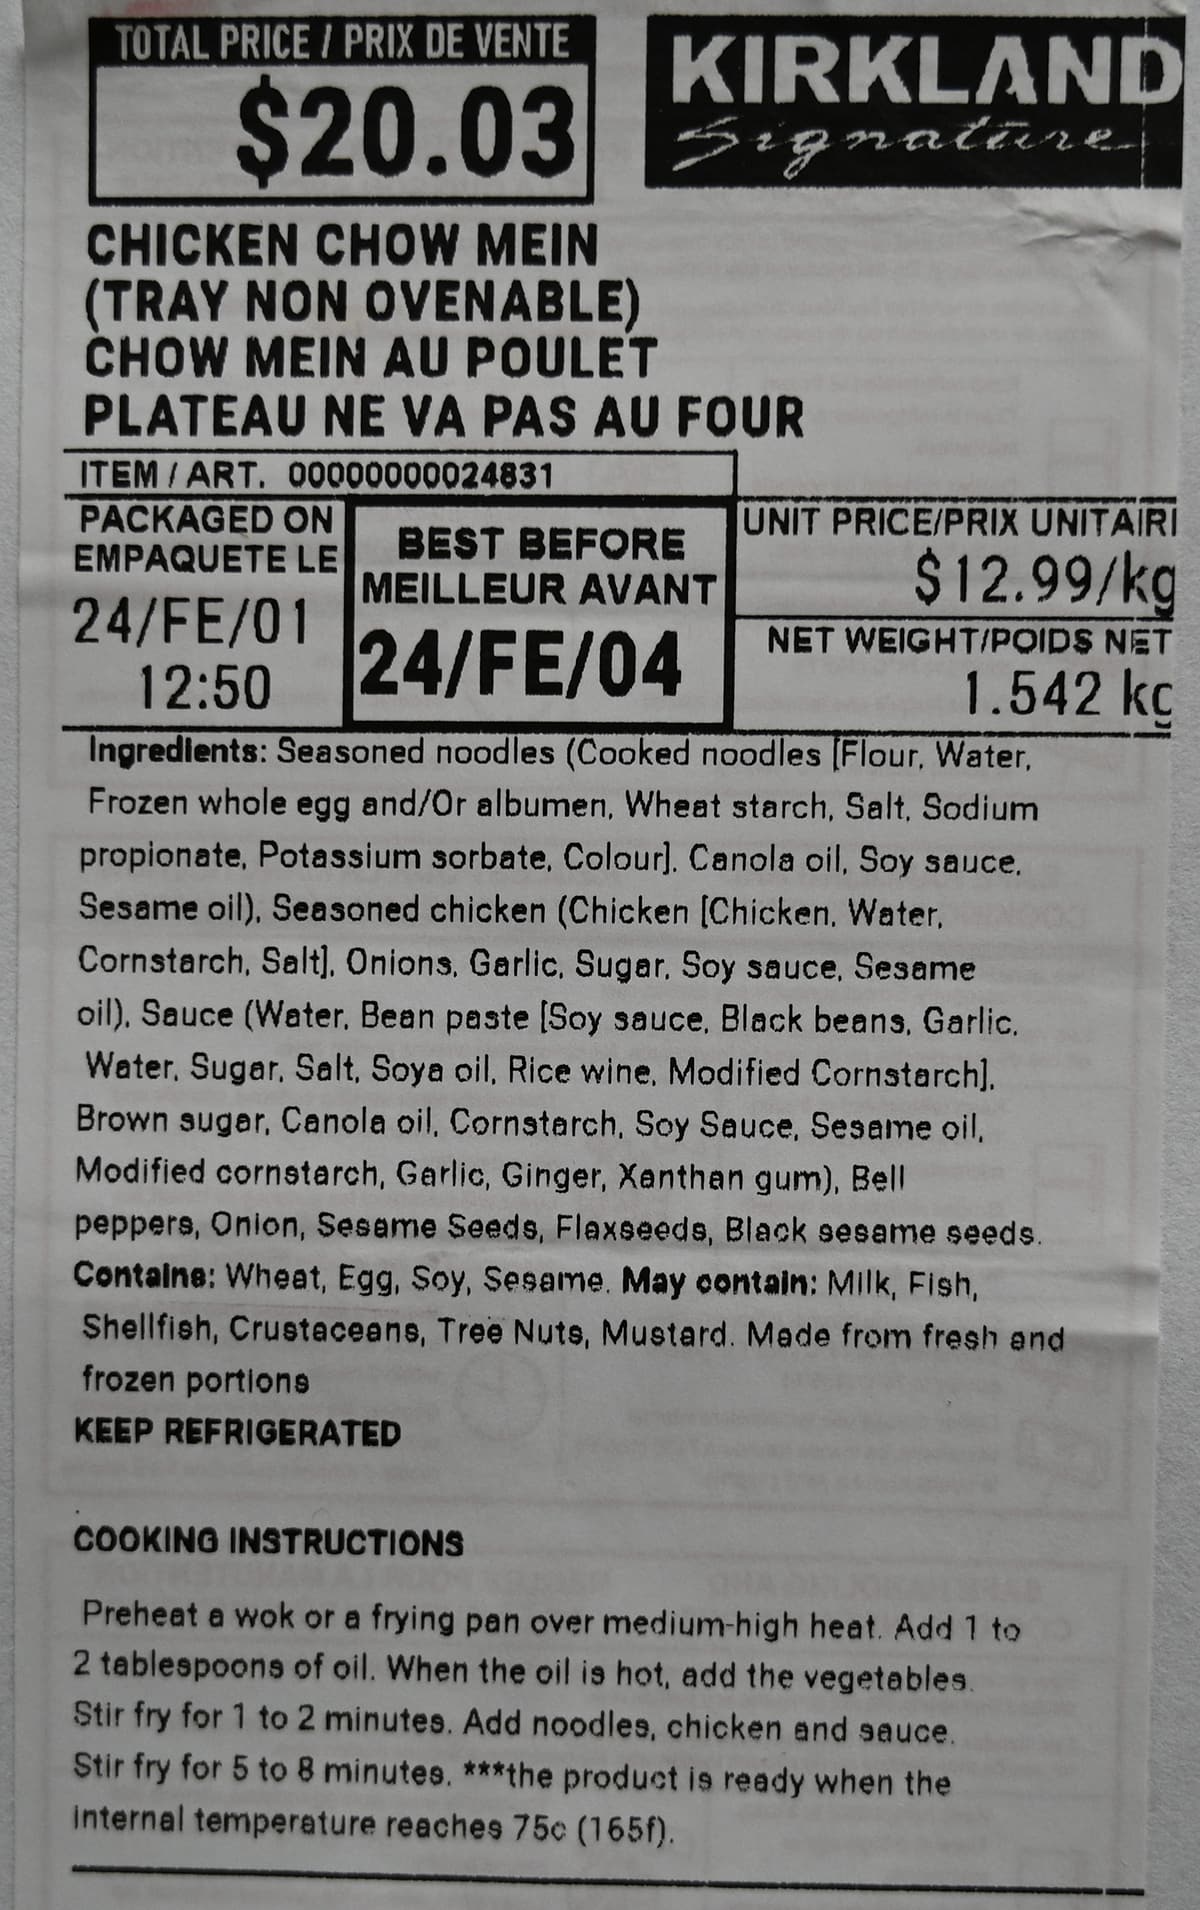 TOTAL PRICE / PRIX DE VENTE
$20.03
KIRKLAND
Signature
CHICKEN CHOW MEIN
(TRAY NON OVENABLE)
CHOW MEIN AU POULET
PLATEAU NE VA PAS AU FOUR
ITEM / ART. 00000000024831
PACKAGED ON
EMPAQUETE LE
24/FE/01
12:50
BEST BEFORE
MEILLEUR AVANT
24/FE/04
UNIT PRICE/PRIX UNITAIRI
$12.99/kg
NET WEIGHT/POIDS NET
1.542 kg
Ingredients: Seasoned noodles (Cooked noodles [Flour, Water,
Frozen whole egg and/Or albumen, Wheat starch, Salt, Sodium
propionate, Potassium sorbate, Colour], Canola oil, Soy sauce,
Sesame oil), Seasoned chicken (Chicken [Chicken, Water,
Cornstarch, Salt], Onions, Garlic, Sugar, Soy sauce, Sesame
oil), Sauce (Water, Bean paste [Soy sauce, Black beans, Garlic,
Water, Sugar, Salt, Soya oil, Rice wine, Modified Cornstarch],
Brown sugar, Canola oil, Cornstarch, Soy Sauce, Sesame oil,
Modified cornstarch, Garlic, Ginger, Xanthan gum), Bell
peppers, Onion, Sesame Seeds, Flaxseeds, Black sesame seeds.
Contains: Wheat, Egg, Soy, Sesame. May contain: Milk, Fish,
Shellfish, Crustaceans, Tree Nuts, Mustard. Made from fresh and
frozen portions
KEEP REFRIGERATED
COOKING INSTRUCTIONS
Preheat a wok or a frying pan over medium-high heat. Add 1 to
2 tablespoons of oil. When the oil is hot, add the vegetables.
Stir fry for 1 to 2 minutes. Add noodles, chicken and sauce.
Stir fry for 5 to 8 minutes. ***the product is ready when the
internal temperature reaches 75c (165f).